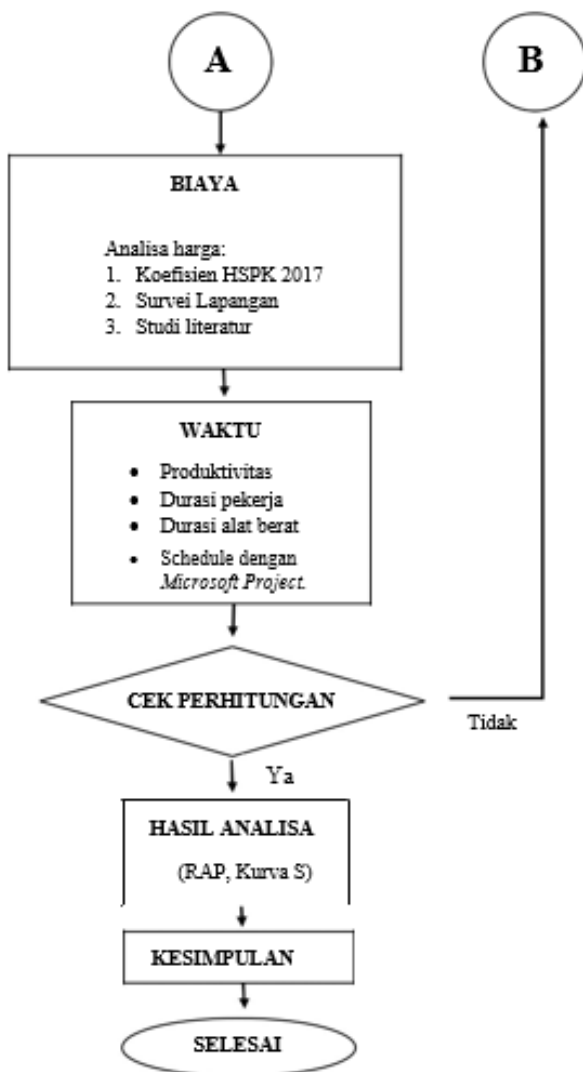 A
B
BIAYA
Analisa harga:
1. Koefisien HSPK 2017
2. Survei Lapangan
3. Studi literatur
WAKTU
• Produktivitas
• Durasi pekerja
• Durasi alat berat
• Schedule dengan
Microsoft Project.
CEK PERHITUNGAN
Tidak
Ya
HASIL ANALISA
(RAP, Kurva S)
KESIMPULAN
SELESAI